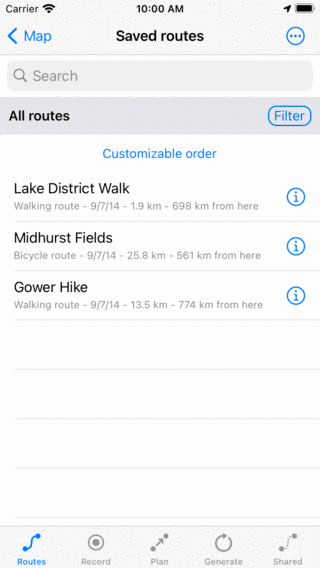 Carrier 10:00 AM
Map Saved routes
Search
All routes Filter
Customizable order
Lake District Walk
Walking route - 9/7/14 - 1.9 km - 698 km from here
Midhurst Fields
Bicycle route - 9/7/14 - 25.8 km - 561 km from here
Gower Hike
Walking route - 9/7/14 - 13.5 km - 774 km from here
Routes Record Plan Generate Shared